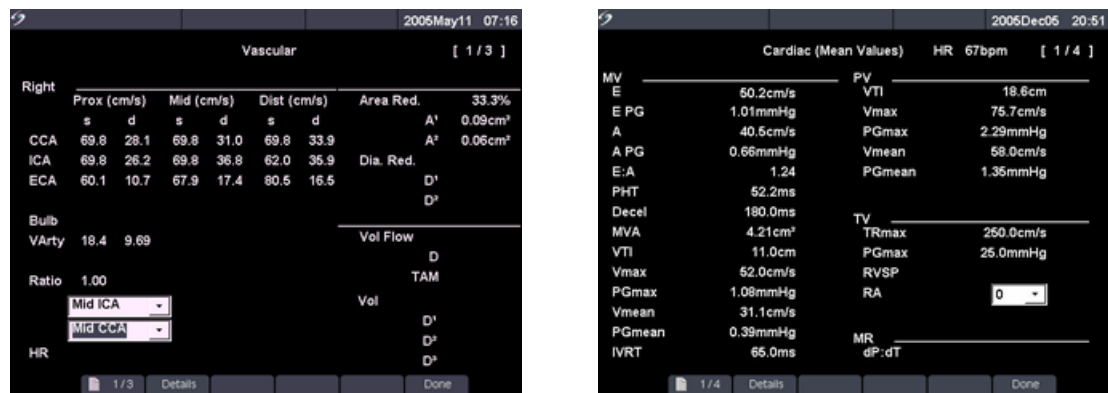 2005May11 07:16
Vascular [ 1 / 3 ]
Right
Prox (cm/s) Mid (cm/s) Dist (cm/s) Area Red. 33.3%
s d s d s d A¹ 0.09cm²
CCA 69.8 28.1 69.8 31.0 69.8 33.9 A² 0.06cm²
ICA 69.8 26.2 69.8 36.8 62.0 35.9 Dia. Red.
ECA 60.1 10.7 67.9 17.4 80.5 16.5 D¹
D²
Bulb
VArty 18.4 9.69 Vol Flow
D
Ratio 1.00 TAM
Mid ICA Vol
Mid CCA D¹
D²
HR D³
1/3 Details Done
2005Dec05 20:51
Cardiac (Mean Values) HR 67bpm [ 1 / 4 ]
MV
E 50.2cm/s
E PG 1.01mmHg
A 40.5cm/s
A PG 0.66mmHg
E:A 1.24
PHT 52.2ms
Decel 180.0ms
MVA 4.21cm²
VTI 11.0cm
Vmax 52.0cm/s
PGmax 1.08mmHg
Vmean 31.1cm/s
PGmean 0.39mmHg
IVRT 65.0ms
PV
VTI 18.6cm
Vmax 75.7cm/s
PGmax 2.29mmHg
Vmean 58.0cm/s
PGmean 1.35mmHg
TV
TRmax 250.0cm/s
PGmax 25.0mmHg
RVSP
RA 0
MR
dP:dT
1/4 Details Done